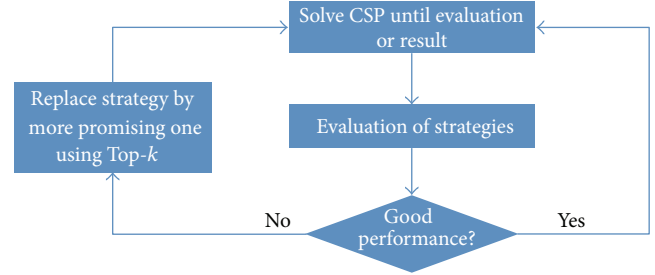 Solve CSP until evaluation
or result
Replace strategy by
more promising one
using Top-k
Evaluation of strategies
Good
performance?
No
Yes